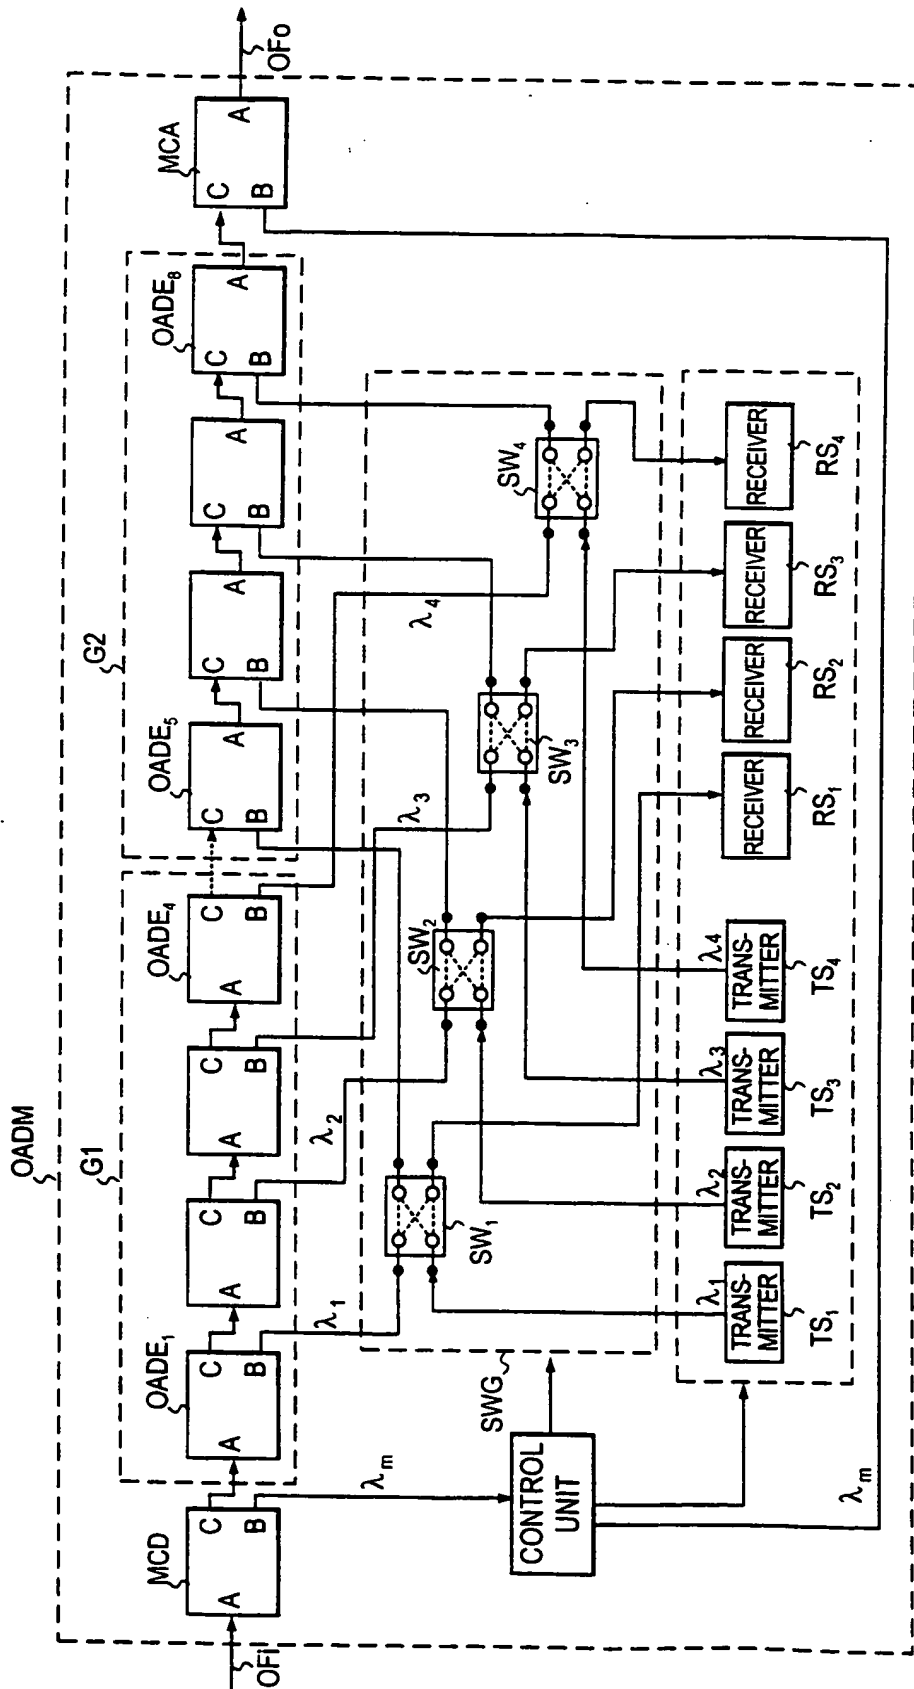 OADM
OFi
MCD
A
C
B
G1
OADE1
A
C
B
A
C
B
A
C
B
OADE4
A
C
B
G2
OADE5
C
B
A
C
B
A
C
B
A
OADE8
C
B
A
MCA
C
B
A
OFo
λm
λ1
λ2
λ3
λ4
SW1
SW2
SW3
SW4
SWG
CONTROL
UNIT
λ1
TRANS-
MITTER
TS1
λ2
TRANS-
MITTER
TS2
λ3
TRANS-
MITTER
TS3
λ4
TRANS-
MITTER
TS4
RECEIVER
RS1
RECEIVER
RS2
RECEIVER
RS3
RECEIVER
RS4
λm